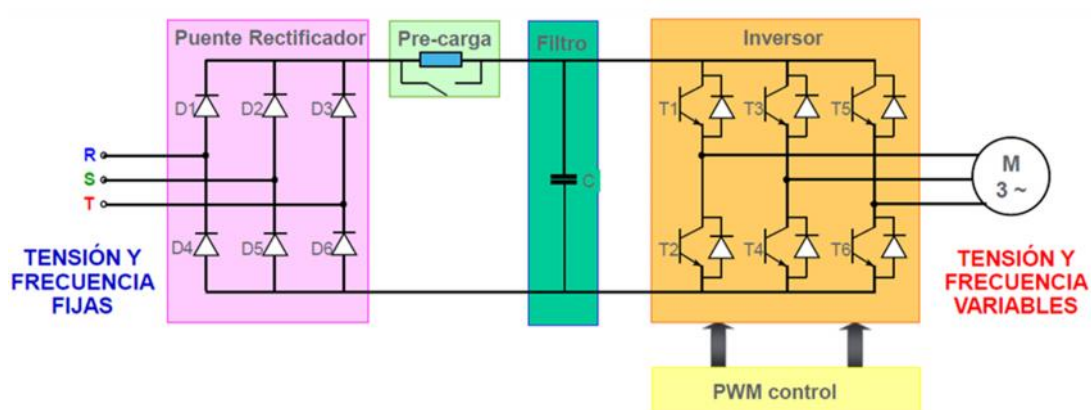 Puente Rectificador
Pre-carga
Filtro
Inversor
D1
D2
D3
T1
T3
T5
R
S
T
C
M
3 ~
D4
D5
D6
T2
T4
T6
TENSIÓN Y
FRECUENCIA
FIJAS
TENSIÓN Y
FRECUENCIA
VARIABLES
PWM control